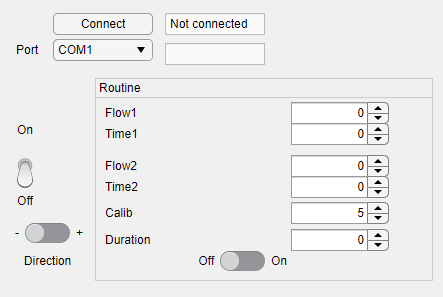 Connect Not connected
Port COM1
Routine
Flow1 0
On Time1 0
Flow2 0
Time2 0
Off
Calib 5
- +
Duration 0
Direction Off On